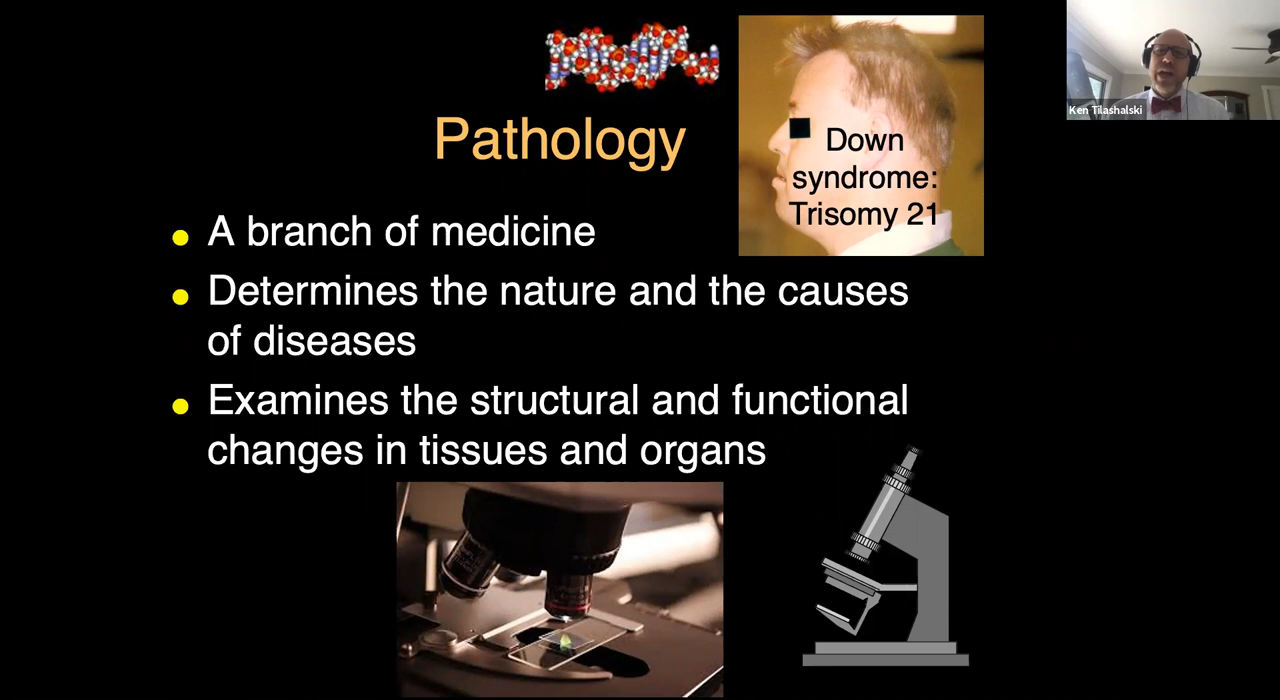 Pathology
Down
syndrome:
Trisomy 21
Ken Tilashalski
A branch of medicine
Determines the nature and the causes
of diseases
Examines the structural and functional
changes in tissues and organs